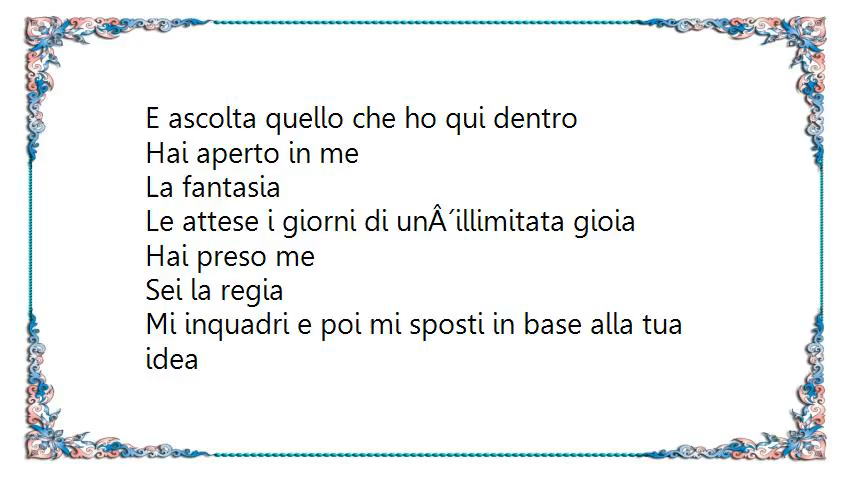 E ascolta quello che ho qui dentro
Hai aperto in me
La fantasia
Le attese i giorni di unÂ´illimitata gioia
Hai preso me
Sei la regia
Mi inquadri e poi mi sposti in base alla tua
idea